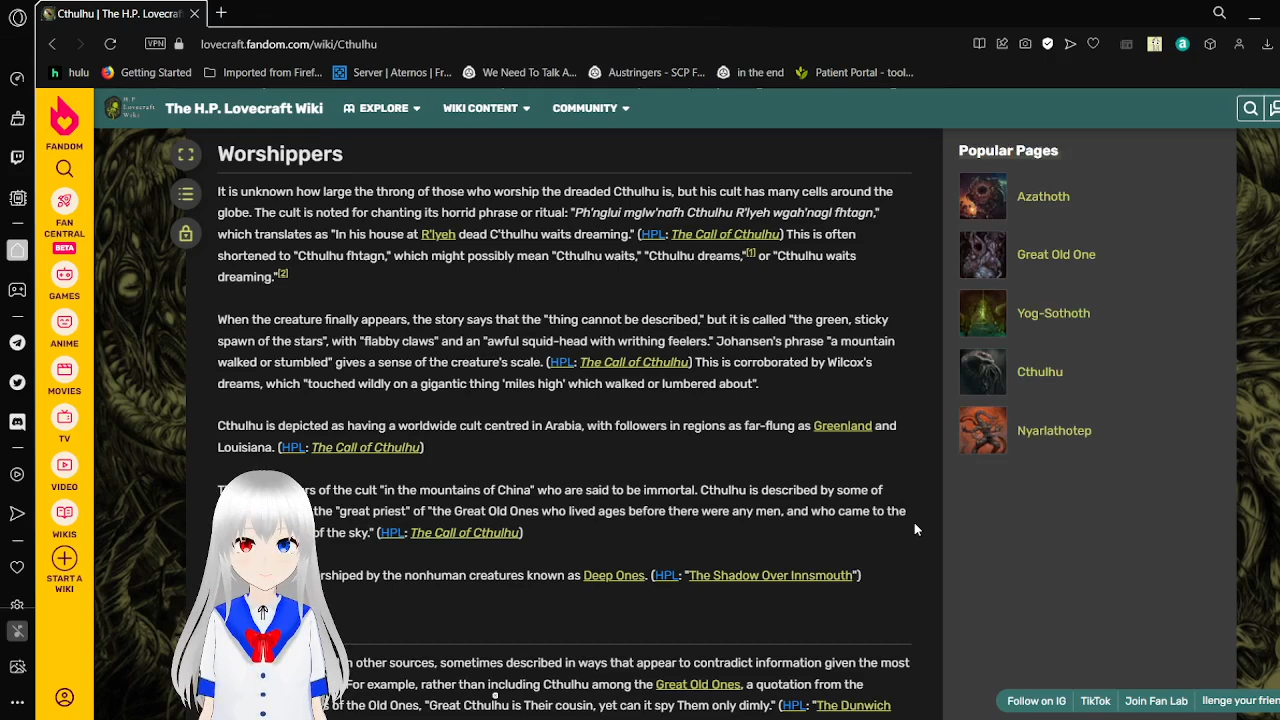 Cthulhu | The H.P. Lovecraf
VPN
lovecraft.fandom.com/wiki/Cthulhu
hulu
Getting Started
Imported from Firef...
Server | Aternos | Fr...
We Need To Talk A...
Austringers - SCP F...
in the end
Patient Portal - tool...
H P
Lovecraft
Wiki
The H.P. Lovecraft Wiki
EXPLORE
WIKI CONTENT
COMMUNITY
FANDOM
FAN
CENTRAL
BETA
GAMES
ANIME
MOVIES
TV
VIDEO
WIKIS
START A
WIKI
Worshippers
It is unknown how large the throng of those who worship the dreaded Cthulhu is, but his cult has many cells around the
globe. The cult is noted for chanting its horrid phrase or ritual: "Ph'nglui mglw'nafh Cthulhu R'lyeh wgah'nagl fhtagn,"
which translates as "In his house at R'lyeh dead C'thulhu waits dreaming." (HPL: The Call of Cthulhu) This is often
shortened to "Cthulhu fhtagn," which might possibly mean "Cthulhu waits," "Cthulhu dreams,"[1] or "Cthulhu waits
dreaming."[2]
When the creature finally appears, the story says that the "thing cannot be described," but it is called "the green, sticky
spawn of the stars", with "flabby claws" and an "awful squid-head with writhing feelers." Johansen's phrase "a mountain
walked or stumbled" gives a sense of the creature's scale. (HPL: The Call of Cthulhu) This is corroborated by Wilcox's
dreams, which "touched wildly on a gigantic thing 'miles high' which walked or lumbered about".
Cthulhu is depicted as having a worldwide cult centred in Arabia, with followers in regions as far-flung as Greenland and
Louisiana. (HPL: The Call of Cthulhu)
rs of the cult "in the mountains of China" who are said to be immortal. Cthulhu is described by some of
the "great priest" of "the Great Old Ones who lived ages before there were any men, and who came to the
of the sky." (HPL: The Call of Cthulhu)
rshiped by the nonhuman creatures known as Deep Ones. (HPL: "The Shadow Over Innsmouth")
n other sources, sometimes described in ways that appear to contradict information given the most
For example, rather than including Cthulhu among the Great Old Ones, a quotation from the
of the Old Ones, "Great Cthulhu is Their cousin, yet can it spy Them only dimly." (HPL: "The Dunwich
Popular Pages
Azathoth
Great Old One
Yog-Sothoth
Cthulhu
Nyarlathotep
Follow on IG
TikTok
Join Fan Lab
llenge your frien